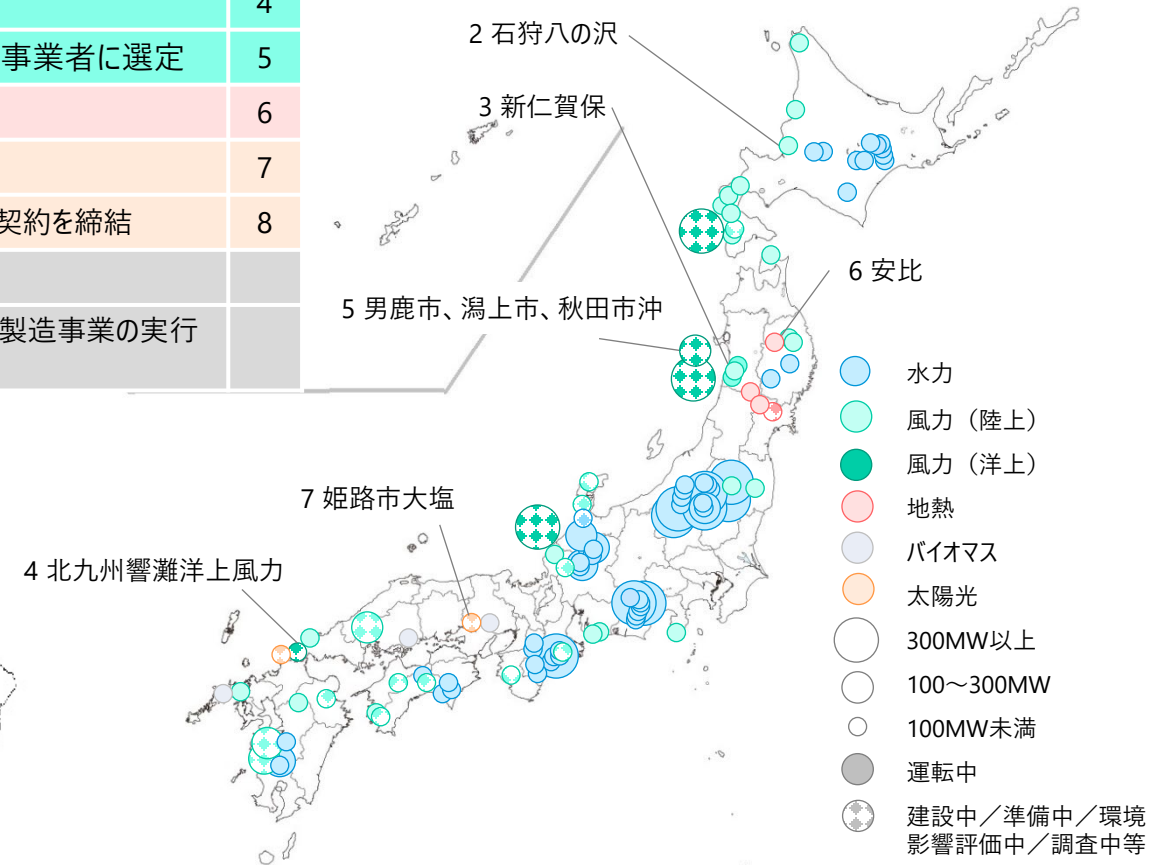 4
事業者に選定 5
6
7
契約を締結 8
製造事業の実行
2 石狩八の沢
3 新仁賀保
6 安比
5 男鹿市、潟上市、秋田市沖
7 姫路市大塩
4 北九州響灘洋上風力
水力
風力（陸上）
風力（洋上）
地熱
バイオマス
太陽光
300MW以上
100～300MW
100MW未満
運転中
建設中／準備中／環境
影響評価中／調査中等